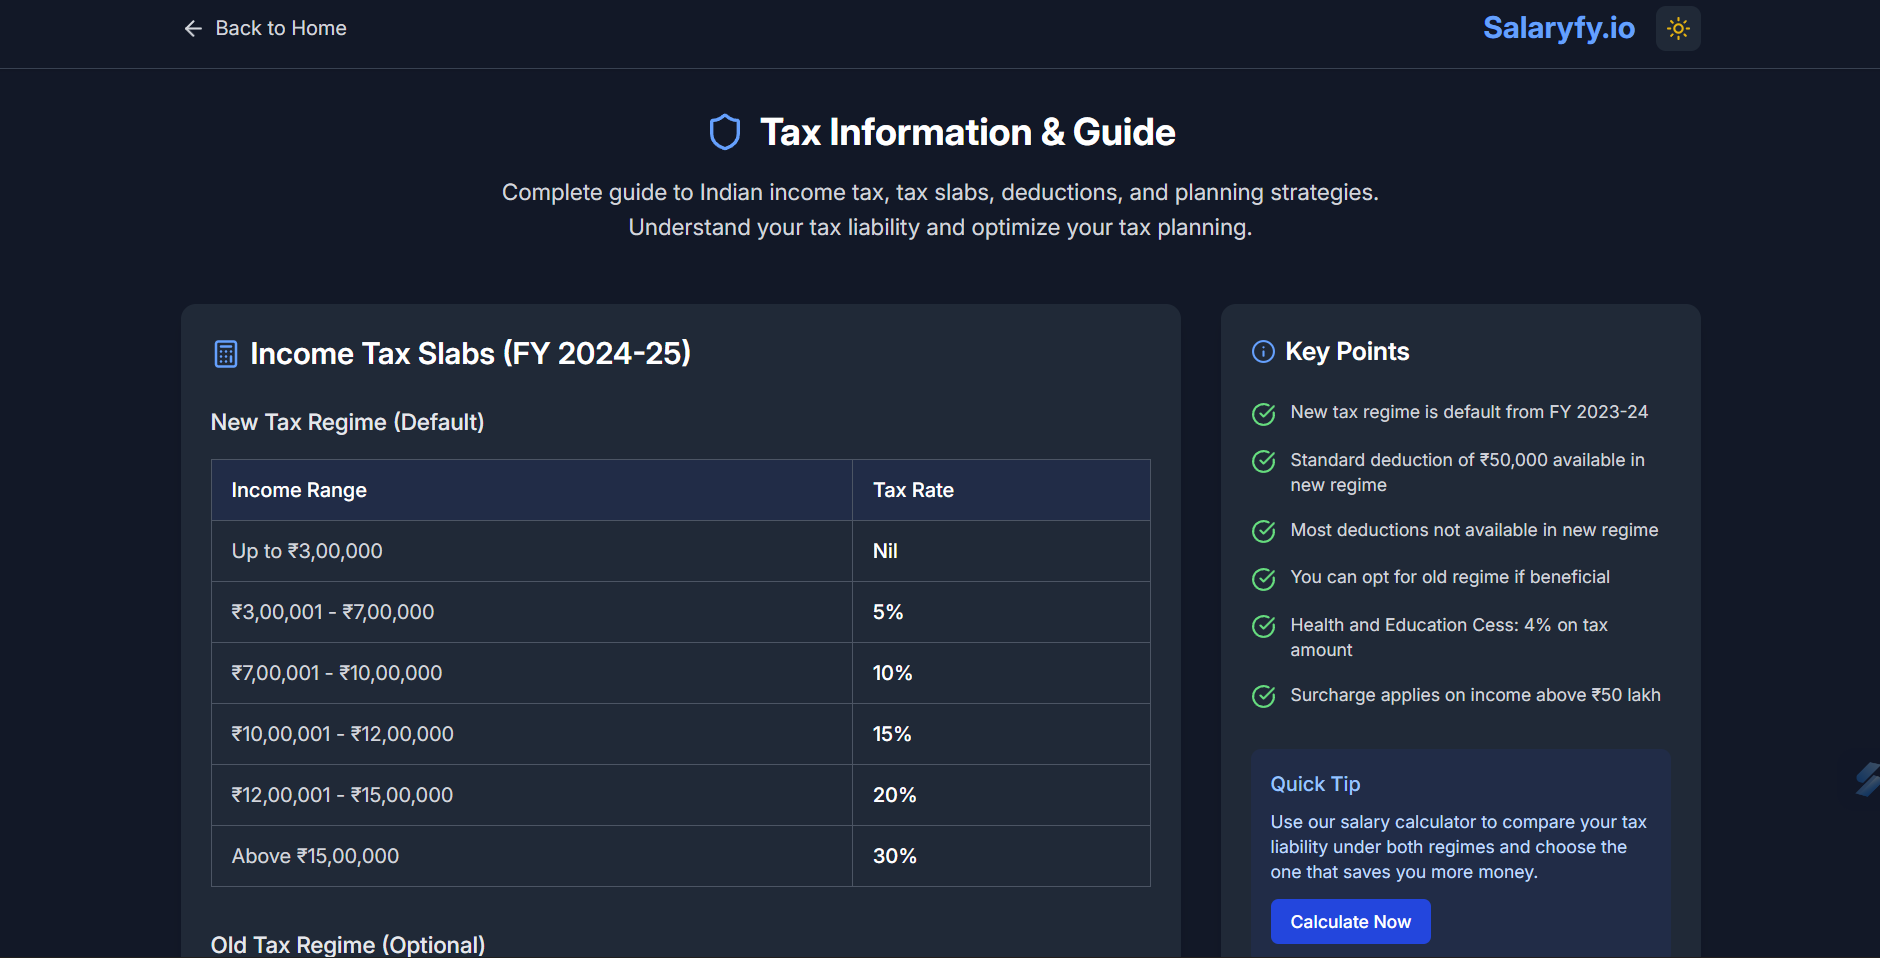 Back to Home
Salaryfy.io
Tax Information & Guide
Complete guide to Indian income tax, tax slabs, deductions, and planning strategies.
Understand your tax liability and optimize your tax planning.
Income Tax Slabs (FY 2024-25)
New Tax Regime (Default)
Income Range Tax Rate
Up to ₹3,00,000 Nil
₹3,00,001 - ₹7,00,000 5%
₹7,00,001 - ₹10,00,000 10%
₹10,00,001 - ₹12,00,000 15%
₹12,00,001 - ₹15,00,000 20%
Above ₹15,00,000 30%
Old Tax Regime (Optional)
Key Points
New tax regime is default from FY 2023-24
Standard deduction of ₹50,000 available in
new regime
Most deductions not available in new regime
You can opt for old regime if beneficial
Health and Education Cess: 4% on tax
amount
Surcharge applies on income above ₹50 lakh
Quick Tip
Use our salary calculator to compare your tax
liability under both regimes and choose the
one that saves you more money.
Calculate Now